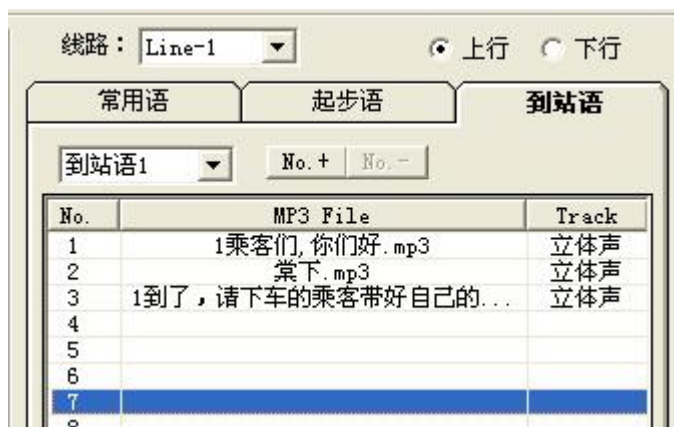 线路： Line-1 上行 下行
常用语 起步语 到站语
到站语1 No.+ No.-
No. MP3 File Track
1 1乘客们,你们好.mp3 立体声
2 棠下.mp3 立体声
3 1到了，请下车的乘客带好自己的... 立体声
4
5
6
7
8